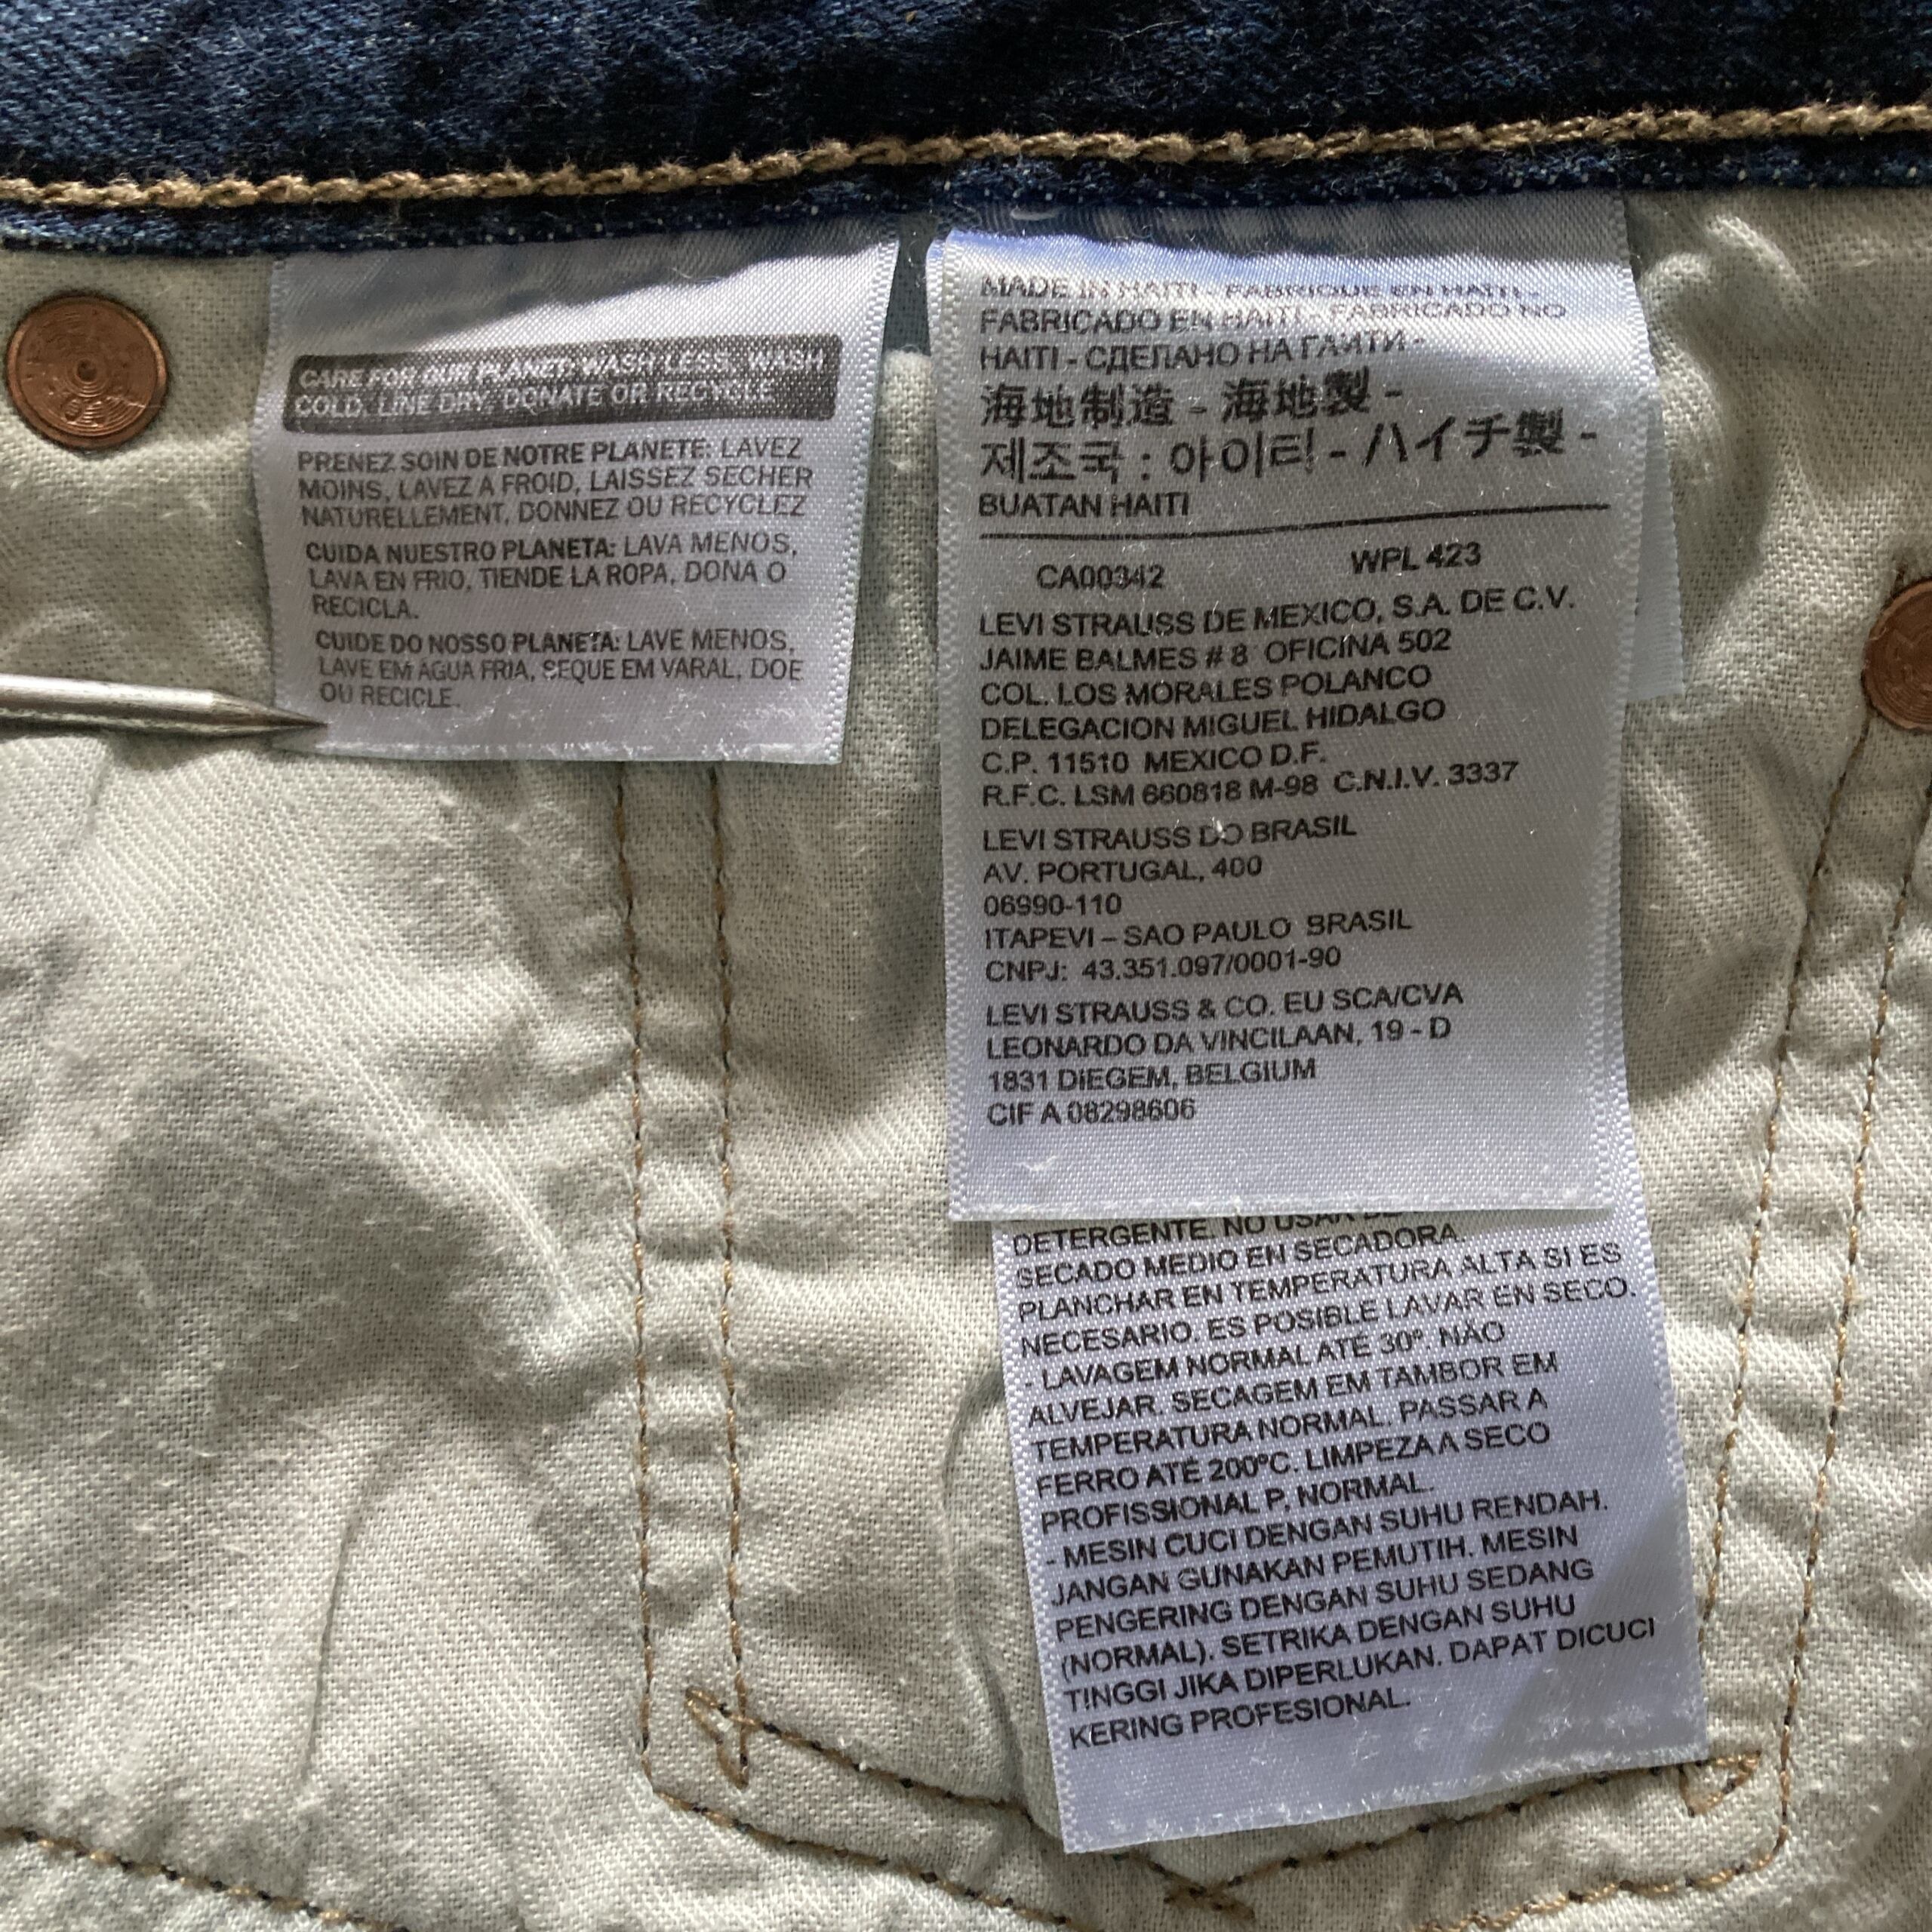 CARE FOR OUR PLANET: WASH LESS, WASH
COLD, LINE DRY, DONATE OR RECYCLE
PRENEZ SOIN DE NOTRE PLANETE: LAVEZ
MOINS, LAVEZ A FROID, LAISSEZ SECHER
NATURELLEMENT, DONNEZ OU RECYCLEZ
CUIDA NUESTRO PLANETA: LAVA MENOS,
LAVA EN FRIO, TIENDE LA ROPA, DONA O
RECICLA.
CUIDE DO NOSSO PLANETA: LAVE MENOS,
LAVE EM AGUA FRIA, SEQUE EM VARAL, DOE
OU RECICLE.
MADE IN HAITI - FABRIQUE EN HAITI -
FABRICADO EN HAITI - FABRICADO NO
HAITI - СДЕЛАНО НА ГАИТИ -
海地制造 - 海地製 -
제조국 : 아이티 - ハイチ製 -
BUATAN HAITI
CA00342 WPL 423
LEVI STRAUSS DE MEXICO, S.A. DE C.V.
JAIME BALMES # 8 OFICINA 502
COL. LOS MORALES POLANCO
DELEGACION MIGUEL HIDALGO
C.P. 11510 MEXICO D.F.
R.F.C. LSM 660818 M-98 C.N.I.V. 3337
LEVI STRAUSS DO BRASIL
AV. PORTUGAL, 400
06990-110
ITAPEVI – SAO PAULO BRASIL
CNPJ: 43.351.097/0001-90
LEVI STRAUSS & CO. EU SCA/CVA
LEONARDO DA VINCILAAN, 19 - D
1831 DIEGEM, BELGIUM
CIF A 08298606
DETERGENTE. NO USAR
SECADO MEDIO EN SECADORA.
PLANCHAR EN TEMPERATURA ALTA SI ES
NECESARIO. ES POSIBLE LAVAR EN SECO.
- LAVAGEM NORMAL ATÉ 30°. NÃO
ALVEJAR. SECAGEM EM TAMBOR EM
TEMPERATURA NORMAL. PASSAR A
FERRO ATÉ 200ºC. LIMPEZA A SECO
PROFISSIONAL P, NORMAL.
- MESIN CUCI DENGAN SUHU RENDAH.
JANGAN GUNAKAN PEMUTIH. MESIN
PENGERING DENGAN SUHU SEDANG
(NORMAL). SETRIKA DENGAN SUHU
TINGGI JIKA DIPERLUKAN. DAPAT DICUCI
KERING PROFESIONAL.